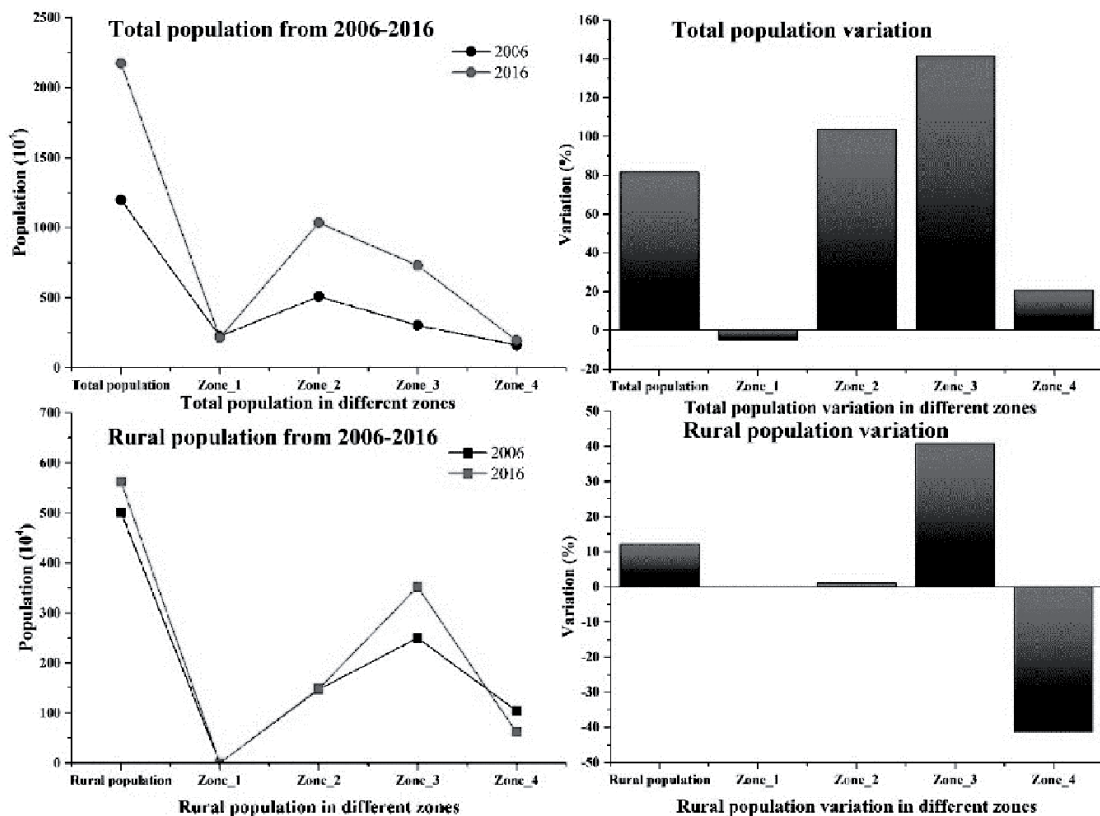 Total population from 2006-2016
2006
2016
2500
2000
1500
1000
500
0
Population (10⁴)
Total population Zone_1 Zone_2 Zone_3 Zone_4
Total population in different zones
Total population variation
160
140
120
100
80
60
40
20
0
-20
Variation (%)
Total population Zone_1 Zone_2 Zone_3 Zone_4
Total population variation in different zones
Rural population from 2006-2016
2006
2016
700
600
500
400
300
200
100
0
Population (10⁴)
Rural population Zone_1 Zone_2 Zone_3 Zone_4
Rural population in different zones
Rural population variation
50
40
30
20
10
0
-10
-20
-30
-40
-50
Variation (%)
Rural population Zone_1 Zone_2 Zone_3 Zone_4
Rural population variation in different zones